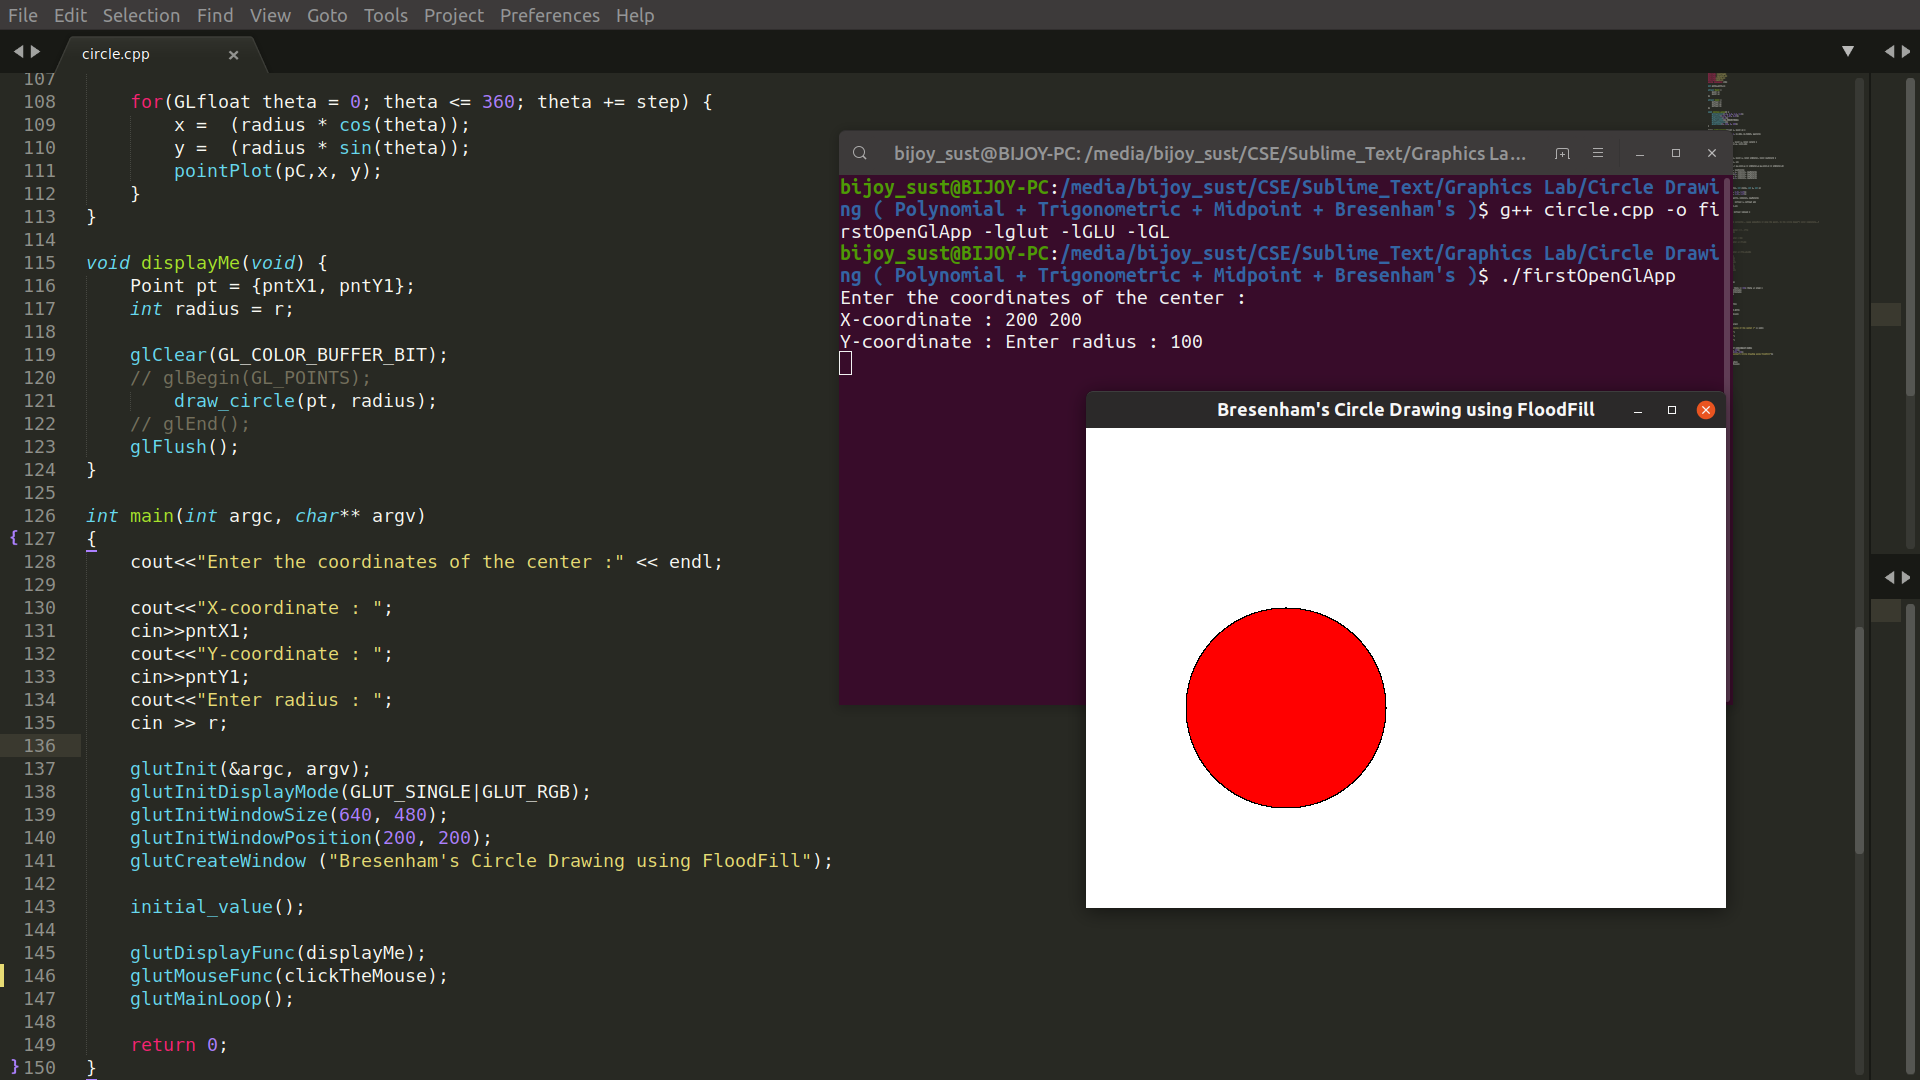 File Edit Selection Find View Goto Tools Project Preferences Help
circle.cpp
107
108 for(GLfloat theta = 0; theta <= 360; theta += step) {
109 x =  (radius * cos(theta));
110 y =  (radius * sin(theta));
111 pointPlot(pC,x, y);
112 }
113 }
114
115 void displayMe(void) {
116 Point pt = {pntX1, pntY1};
117 int radius = r;
118
119 glClear(GL_COLOR_BUFFER_BIT);
120 // glBegin(GL_POINTS);
121 draw_circle(pt, radius);
122 // glEnd();
123 glFlush();
124 }
125
126 int main(int argc, char** argv)
{ 127 {
128 cout<<"Enter the coordinates of the center :" << endl;
129
130 cout<<"X-coordinate : ";
131 cin>>pntX1;
132 cout<<"Y-coordinate : ";
133 cin>>pntY1;
134 cout<<"Enter radius : ";
135 cin >> r;
136
137 glutInit(&argc, argv);
138 glutInitDisplayMode(GLUT_SINGLE|GLUT_RGB);
139 glutInitWindowSize(640, 480);
140 glutInitWindowPosition(200, 200);
141 glutCreateWindow ("Bresenham's Circle Drawing using FloodFill");
142
143 initial_value();
144
145 glutDisplayFunc(displayMe);
146 glutMouseFunc(clickTheMouse);
147 glutMainLoop();
148
149 return 0;
} 150 }
bijoy_sust@BIJOY-PC: /media/bijoy_sust/CSE/Sublime_Text/Graphics La...
bijoy_sust@BIJOY-PC:/media/bijoy_sust/CSE/Sublime_Text/Graphics Lab/Circle Drawi
ng ( Polynomial + Trigonometric + Midpoint + Bresenham's )$ g++ circle.cpp -o fi
rstOpenGlApp -lglut -lGLU -lGL
bijoy_sust@BIJOY-PC:/media/bijoy_sust/CSE/Sublime_Text/Graphics Lab/Circle Drawi
ng ( Polynomial + Trigonometric + Midpoint + Bresenham's )$ ./firstOpenGlApp
Enter the coordinates of the center :
X-coordinate : 200 200
Y-coordinate : Enter radius : 100
Bresenham's Circle Drawing using FloodFill